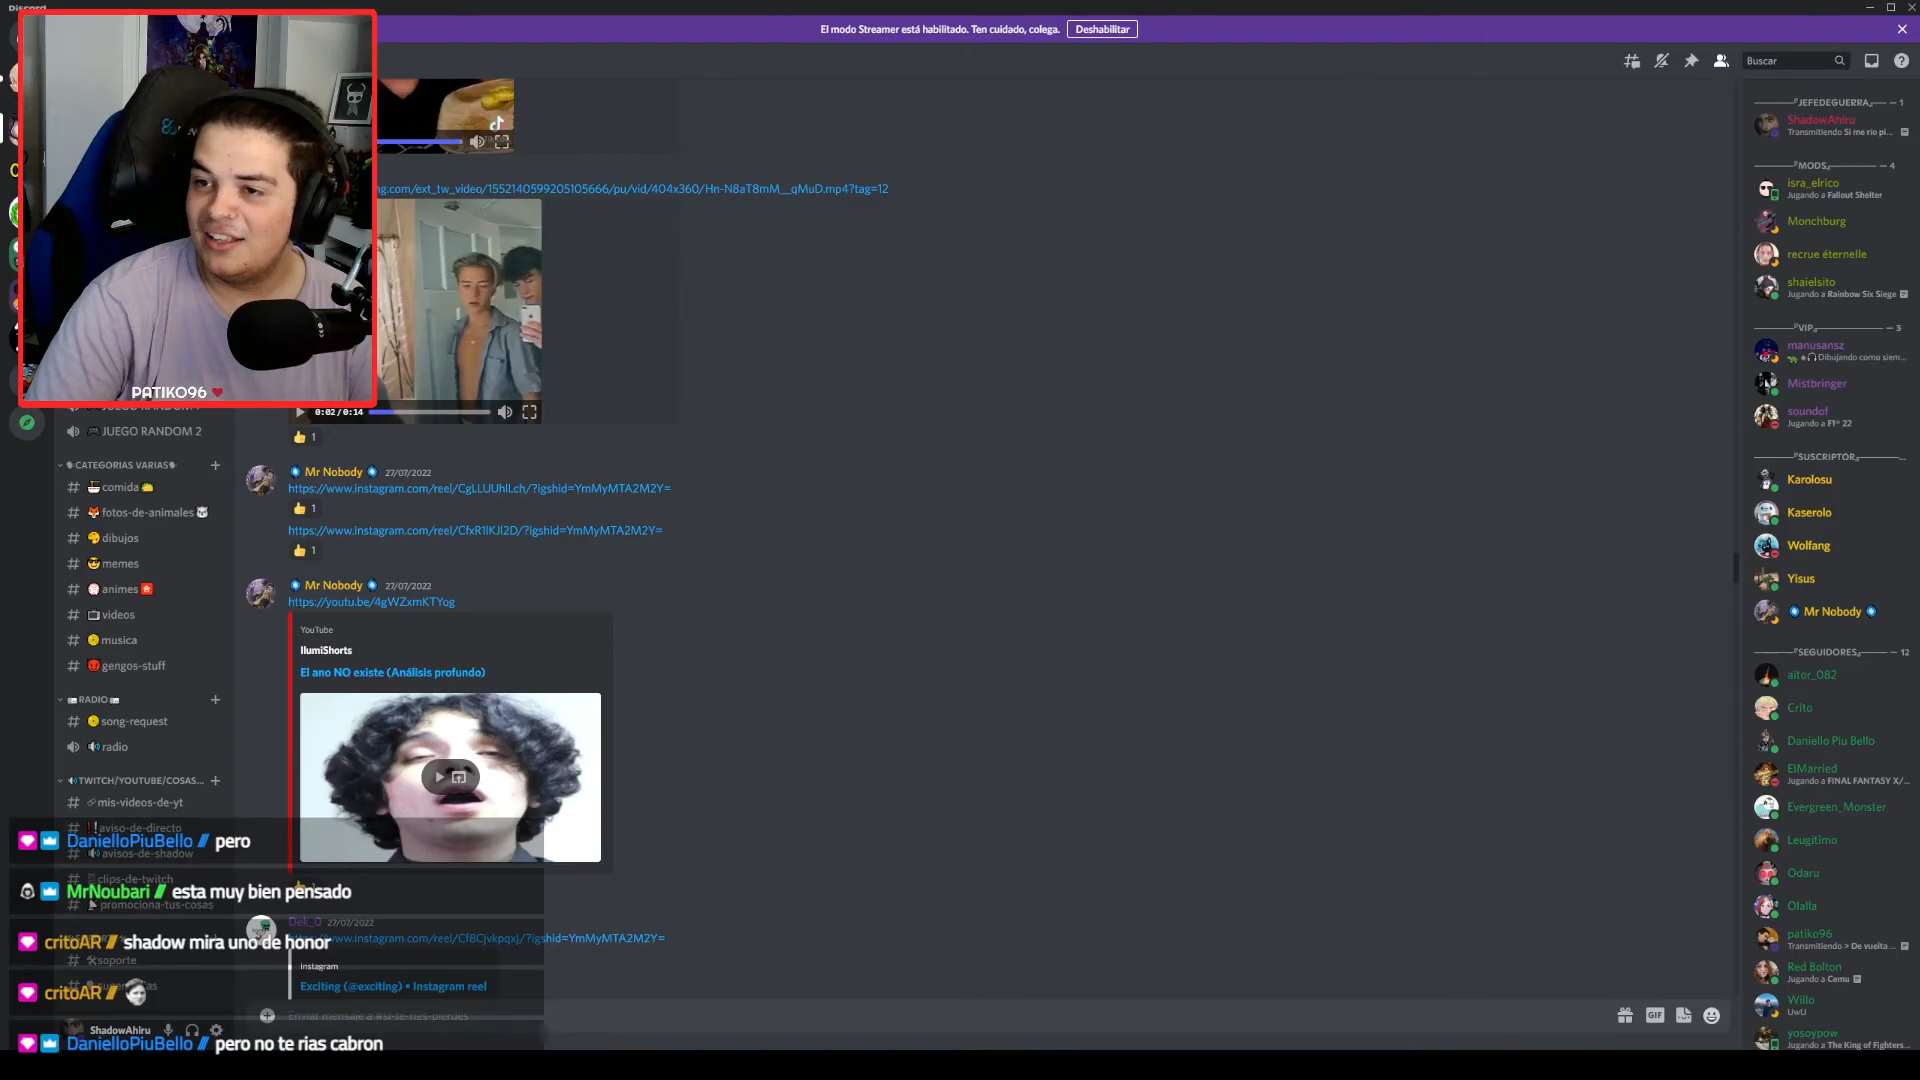 Discord
El modo Streamer está habilitado. Ten cuidado, colega. Deshabilitar
Buscar
PATIKO96
ng.com/ext_tw_video/1552140599205105666/pu/vid/404x360/Hn-N8aT8mM__qMuD.mp4?tag=12
0:02/0:14
1
JUEGO RANDOM 2
CATEGORIAS VARIAS
comida
fotos-de-animales
dibujos
memes
animes
videos
musica
gengos-stuff
RADIO
song-request
radio
TWITCH/YOUTUBE/COSAS...
mis-videos-de-yt
aviso-de-directo
avisos-de-shadow
clips-de-twitch
promociona-tus-cosas
soporte
ShadowAhiru
Mr Nobody 27/07/2022
https://www.instagram.com/reel/CgLLUUhlLch/?igshid=YmMyMTA2M2Y=
1
https://www.instagram.com/reel/CfxR1lKJl2D/?igshid=YmMyMTA2M2Y=
1
Mr Nobody 27/07/2022
https://youtu.be/4gWZxmKTYog
YouTube
IlumiShorts
El ano NO existe (Análisis profundo)
Dek_O 27/07/2022
www.instagram.com/reel/Cf8Cjvkpqxj/?igshid=YmMyMTA2M2Y=
Instagram
Exciting (@exciting) • Instagram reel
Enviar mensaje a #si-te-ries-pierdes
GIF
DanielloPiuBello // pero
MrNoubari // esta muy bien pensado
critoAR // shadow mira uno de honor
critoAR //
DanielloPiuBello // pero no te rias cabron
JEFEDEGUERRA — 1
ShadowAhiru
Transmitiendo Si me río pi...
MODS — 4
isra_elrico
Jugando a Fallout Shelter
Monchburg
recrue éternelle
shaielsito
Jugando a Rainbow Six Siege
VIP — 3
manusansz
Dibujando como siem...
Mistbringer
soundof
Jugando a F1® 22
SUSCRIPTOR...
Karolosu
Kaserolo
Wolfang
Yisus
Mr Nobody
SEGUIDORES — 12
aitor_082
Crito
Daniello Piu Bello
ElMarried
Jugando a FINAL FANTASY X/...
Evergreen_Monster
Leugitimo
Odaru
Olalla
patiko96
Transmitiendo > De vuelta ...
Red Bolton
Jugando a Cemu
Willo
UwU
yosoypow
Jugando a The King of Fighters...